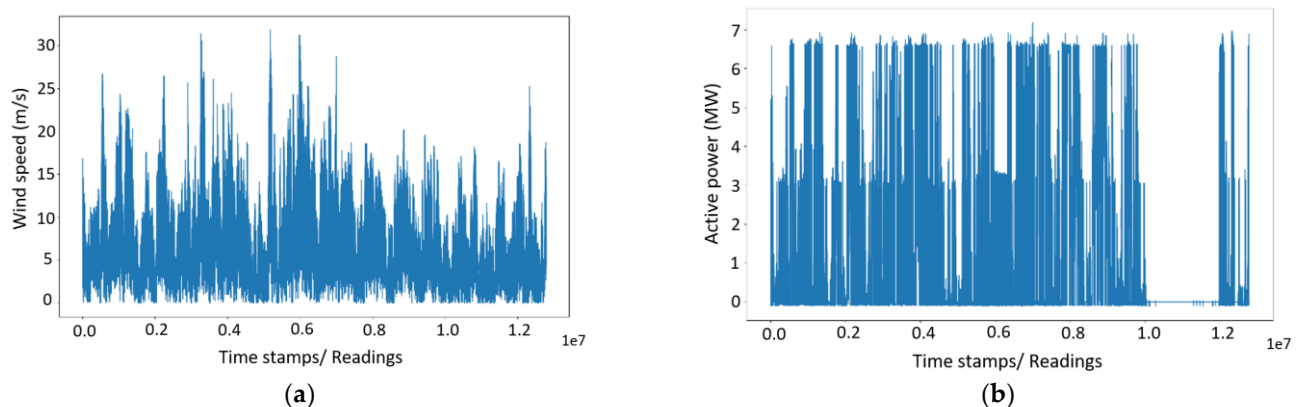 Wind speed (m/s)
30
25
20
15
10
5
0
0.0 0.2 0.4 0.6 0.8 1.0 1.2
1e7
Time stamps/ Readings
(a)
Active power (MW)
7
6
5
4
3
2
1
0
0.0 0.2 0.4 0.6 0.8 1.0 1.2
1e7
Time stamps/ Readings
(b)